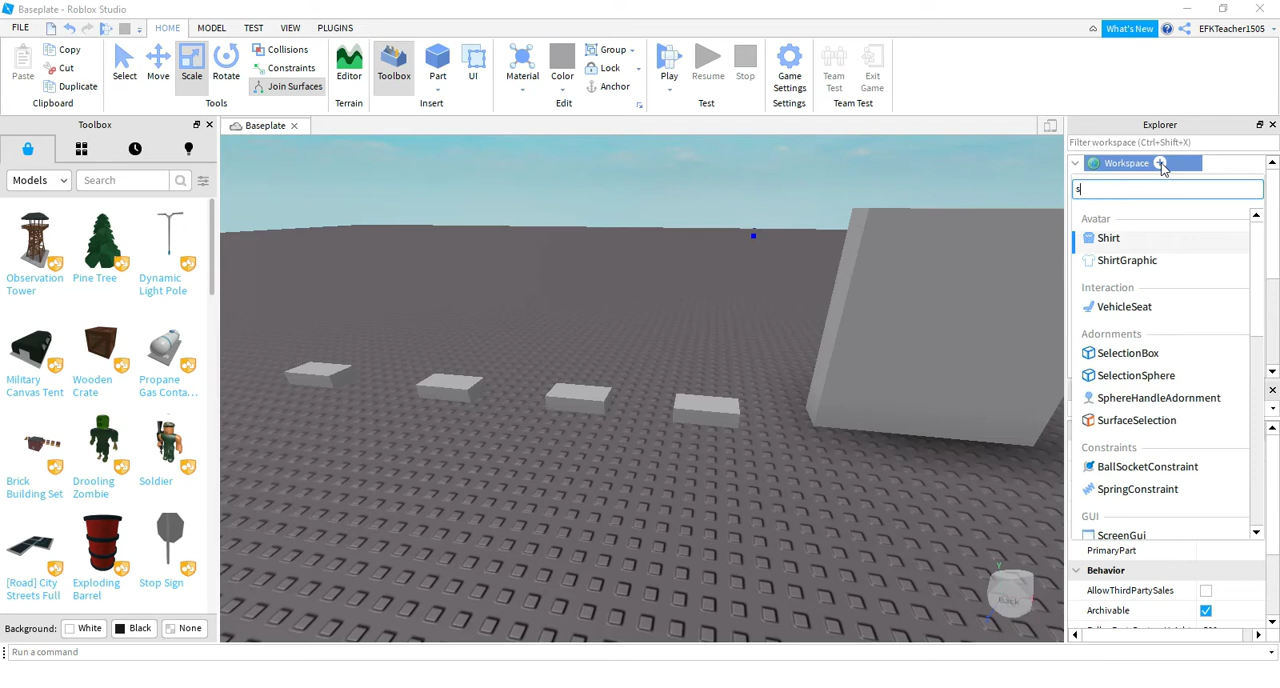 Baseplate - Roblox Studio
FILE HOME MODEL TEST VIEW PLUGINS What's New EFKTeacher1505
Paste Copy Cut Duplicate Clipboard
Select Move Scale Rotate Collisions Constraints Join Surfaces Tools
Editor Terrain
Toolbox Part UI Insert
Material Color Group Lock Anchor Edit
Play Resume Stop Test
Game Settings Settings
Team Test Exit Game Team Test
Toolbox
Models Search
Observation Tower
Pine Tree
Dynamic Light Pole
Military Canvas Tent
Wooden Crate
Propane Gas Conta...
Brick Building Set
Drooling Zombie
Soldier
[Road] City Streets Full
Exploding Barrel
Stop Sign
Background: White Black None
Baseplate
Back
Y
Explorer
Filter workspace (Ctrl+Shift+X)
Workspace
s
Avatar
Shirt
ShirtGraphic
Interaction
VehicleSeat
Adornments
SelectionBox
SelectionSphere
SphereHandleAdornment
SurfaceSelection
Constraints
BallSocketConstraint
SpringConstraint
GUI
ScreenGui
PrimaryPart
Behavior
AllowThirdPartySales
Archivable
Run a command